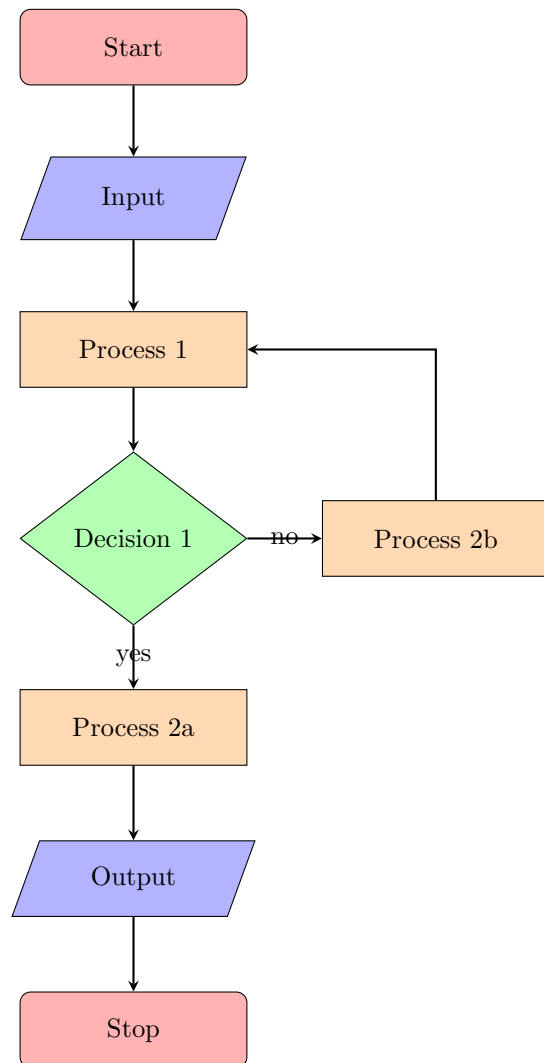 Start
Input
Process 1
Decision 1
no
Process 2b
yes
Process 2a
Output
Stop